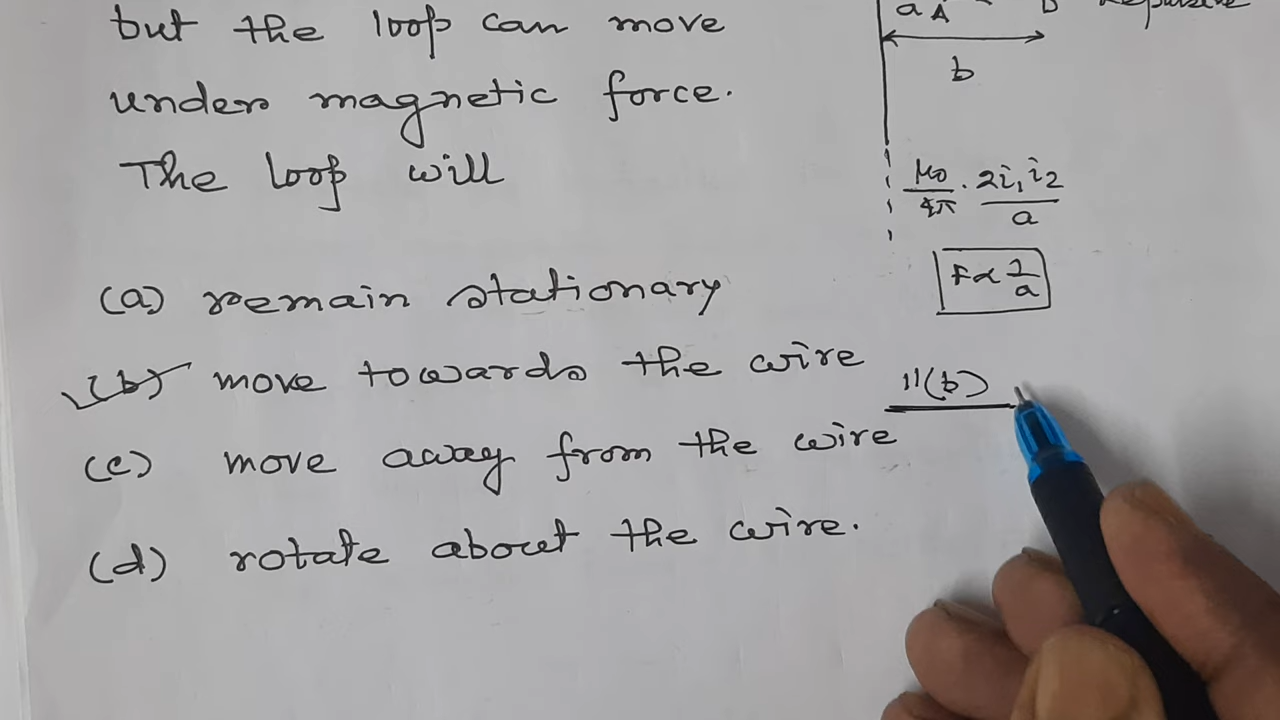 but the loop can move
under magnetic force.
The loop will
(a) remain stationary
(b) move towards the wire
(c) move away from the wire
(d) rotate about the wire.
a A B
b
μ0/4π . 2i1i2/a
F∝1/a
11(b)